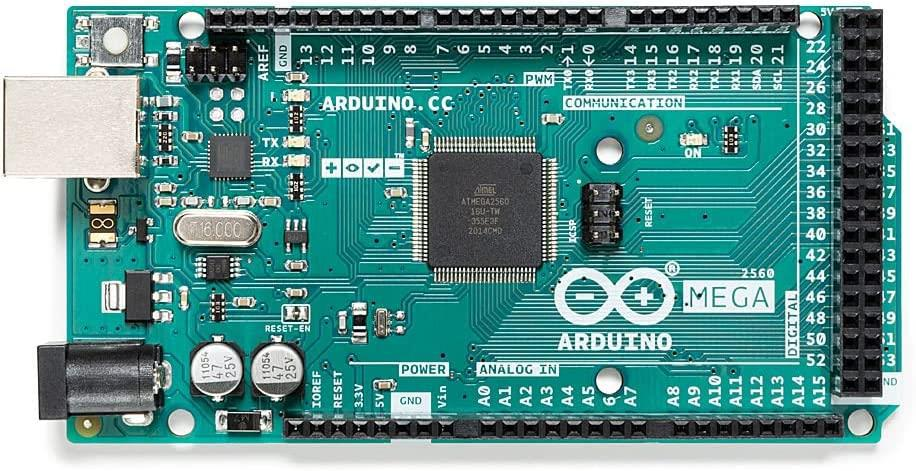 5V
AREF
GND
13
12
11
10
9
8
7
6
5
4
3
2
TX0→1
RX0←0
TX3 14
RX3 15
TX2 16
RX2 17
TX1 18
RX1 19
SDA 20
SCL 21
PWM
COMMUNICATION
ARDUINO.CC
TX
RX
ON
22
24
26
28
30
32
34
36
38
40
42
44
46
48
50
52
DIGITAL
GND
ATMEL
ATMEGA2560
16U-TW
355E3F
2014CMD
ICSP
RESET
T16.000
8
®
2560
MEGA
ARDUINO
RESET-EN
11054
47
25V
11054
47
25V
POWER
ANALOG IN
IOREF
RESET
3.3V
5V
GND
Vin
A0
A1
A2
A3
A4
A5
A7
A8
A9
A10
A11
A12
A13
A14
A15